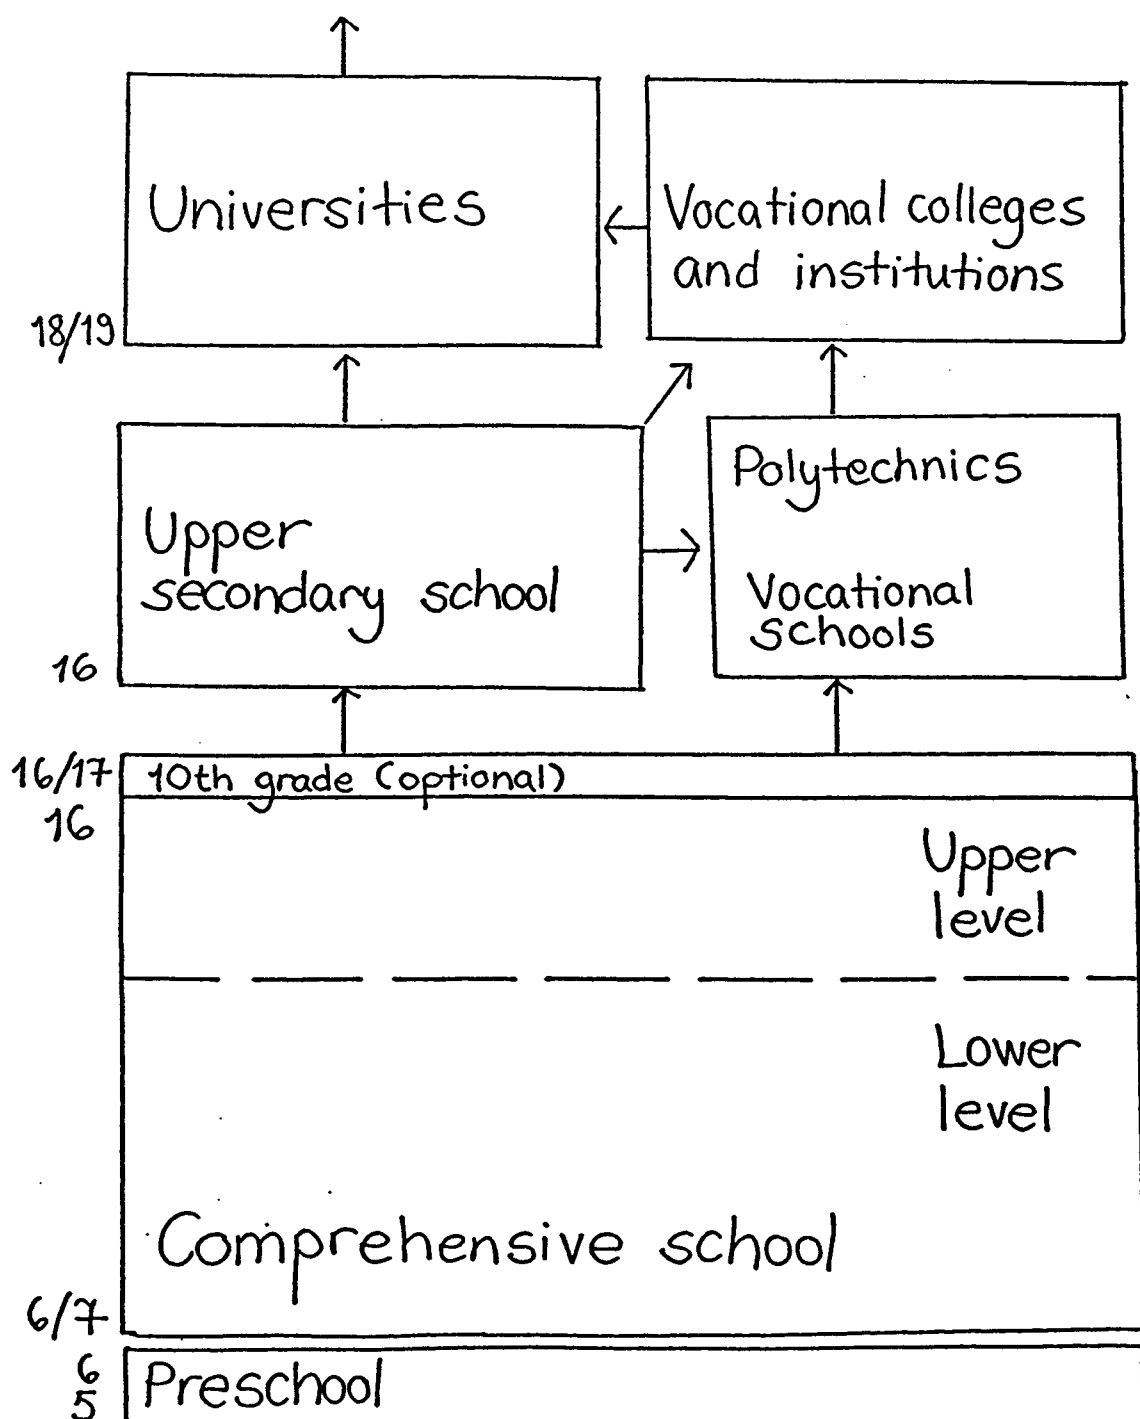 Universities
Vocational colleges
and institutions
18/19
Upper
secondary school
Polytechnics
Vocational
schools
16
16/17
10th grade (optional)
16
Upper
level
Lower
level
Comprehensive school
6/7
6
5
Preschool